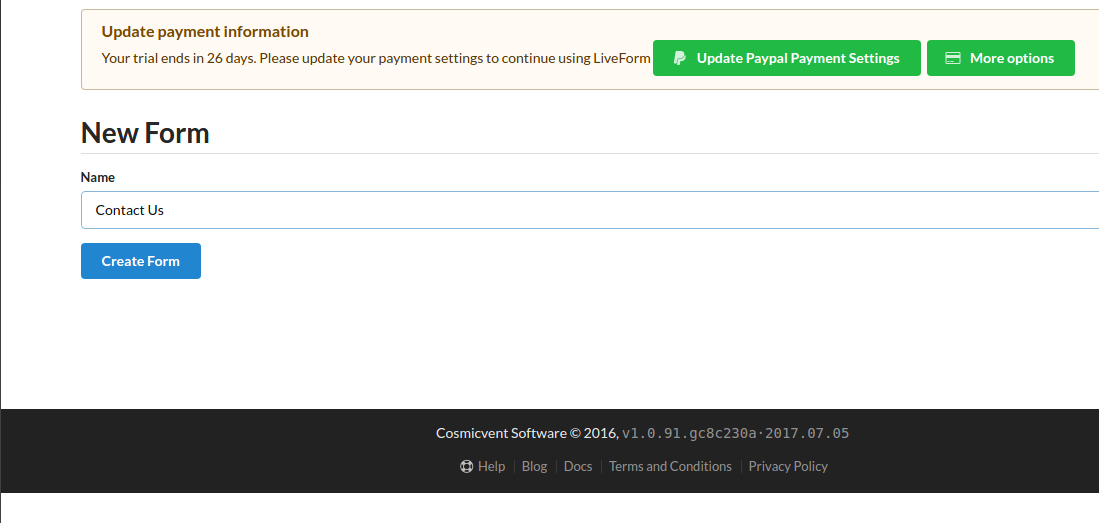 Update payment information
Your trial ends in 26 days. Please update your payment settings to continue using LiveForm Update Paypal Payment Settings More options
New Form
Name
Contact Us
Create Form
Cosmicvent Software © 2016, v1.0.91.gc8c230a·2017.07.05
Help Blog Docs Terms and Conditions Privacy Policy